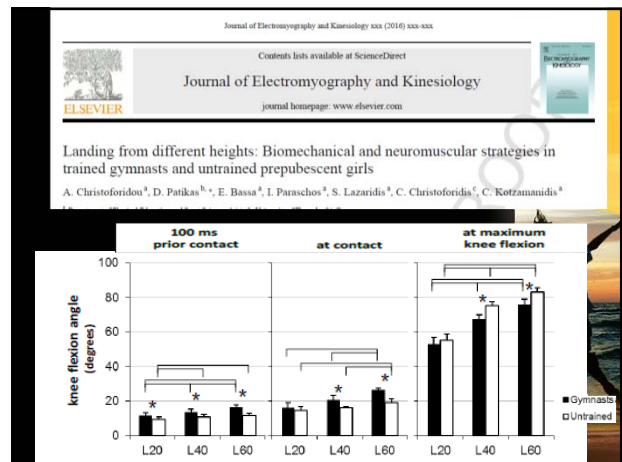 Journal of Electromyography and Kinesiology xxx (2016) xxx-xxx
Contents lists available at ScienceDirect
Journal of Electromyography and Kinesiology
journal homepage: www.elsevier.com
ELSEVIER
Landing from different heights: Biomechanical and neuromuscular strategies in
trained gymnasts and untrained prepubescent girls
A. Christoforidou a, D. Patikas b, *, E. Bassa a, I. Paraschos a, S. Lazaridis a, C. Christoforidis c, C. Kotzamanidis a
100 ms
prior contact
at contact
at maximum
knee flexion
knee flexion angle
(degrees)
100
80
60
40
20
0
* * *
* *
* *
L20 L40 L60
L20 L40 L60
L20 L40 L60
Gymnasts
Untrained